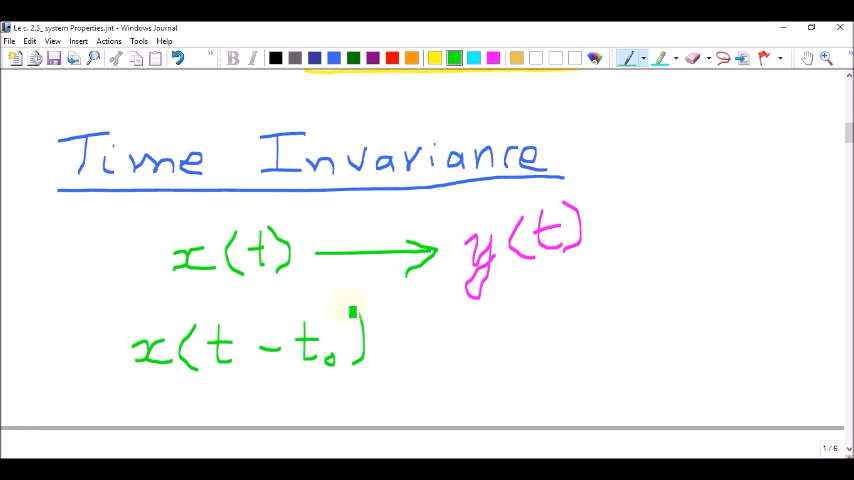 Le c. 2.3_ system Properties.jnt - Windows Journal
File Edit View Insert Actions Tools Help
B I
Time Invariance
x(t) → y(t)
x(t - t₀)
1 / 6